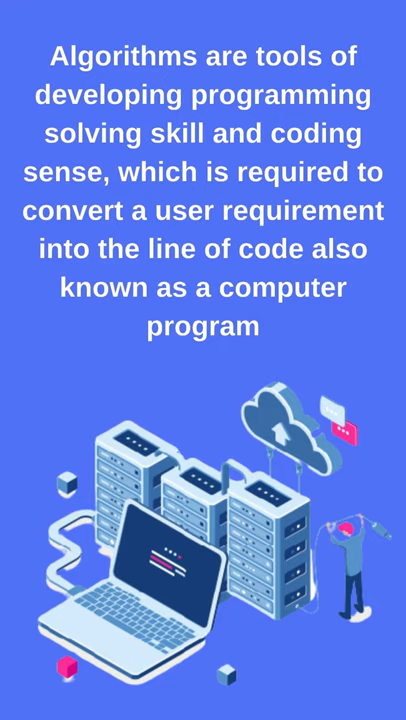 Algorithms are tools of
developing programming
solving skill and coding
sense, which is required to
convert a user requirement
into the line of code also
known as a computer
program